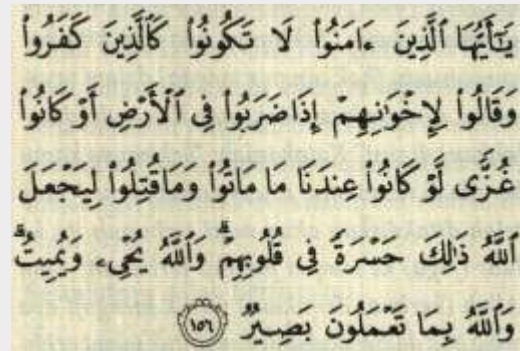 يَٰٓأَيُّهَا ٱلَّذِينَ ءَامَنُوا۟ لَا تَكُونُوا۟ كَٱلَّذِينَ كَفَرُوا۟
وَقَالُوا۟ لِإِخْوَٰنِهِمْ إِذَا ضَرَبُوا۟ فِى ٱلْأَرْضِ أَوْ كَانُوا۟
غُزًّى لَّوْ كَانُوا۟ عِندَنَا مَا مَاتُوا۟ وَمَا قُتِلُوا۟ لِيَجْعَلَ
ٱللَّهُ ذَٰلِكَ حَسْرَةً فِى قُلُوبِهِمْ ۗ وَٱللَّهُ يُحْىِۦ وَيُمِيتُ ۗ
وَٱللَّهُ بِمَا تَعْمَلُونَ بَصِيرٌ ١٥٦